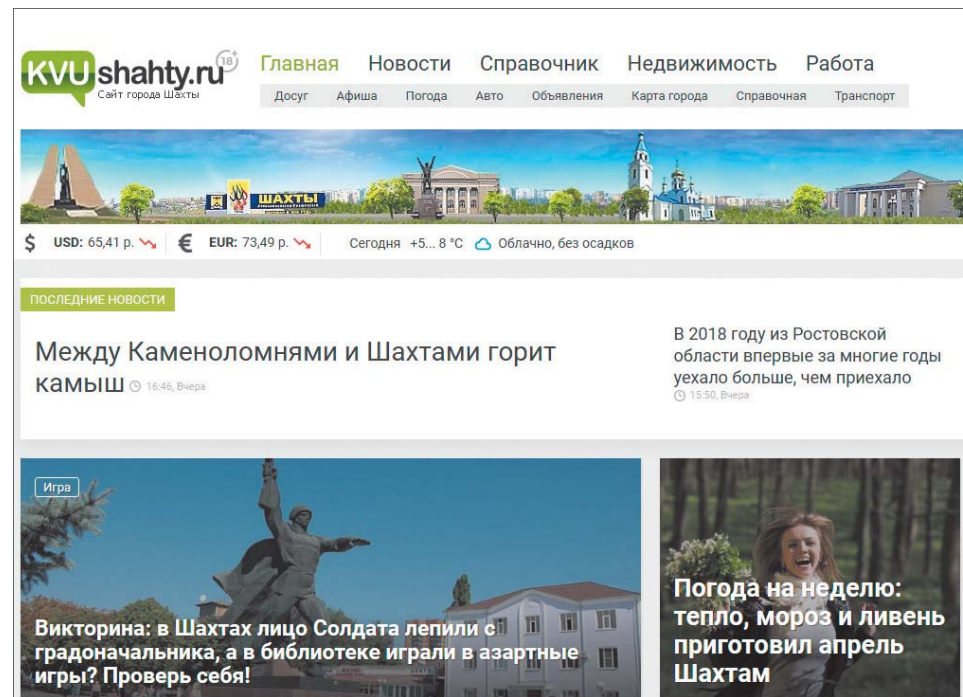 KVUshahty.ru 18+
Сайт города Шахты
Главная Новости Справочник Недвижимость Работа
Досуг Афиша Погода Авто Объявления Карта города Справочная Транспорт
ШАХТЫ
$ USD: 65,41 р. € EUR: 73,49 р. Сегодня +5... 8 °C Облачно, без осадков
ПОСЛЕДНИЕ НОВОСТИ
Между Каменоломнями и Шахтами горит
камыш 16:46, Вчера
В 2018 году из Ростовской
области впервые за многие годы
уехало больше, чем приехало
15:50, Вчера
Игра
Викторина: в Шахтах лицо Солдата лепили с
градоначальника, а в библиотеке играли в азартные
игры? Проверь себя!
Погода на неделю:
тепло, мороз и ливень
приготовил апрель
Шахтам